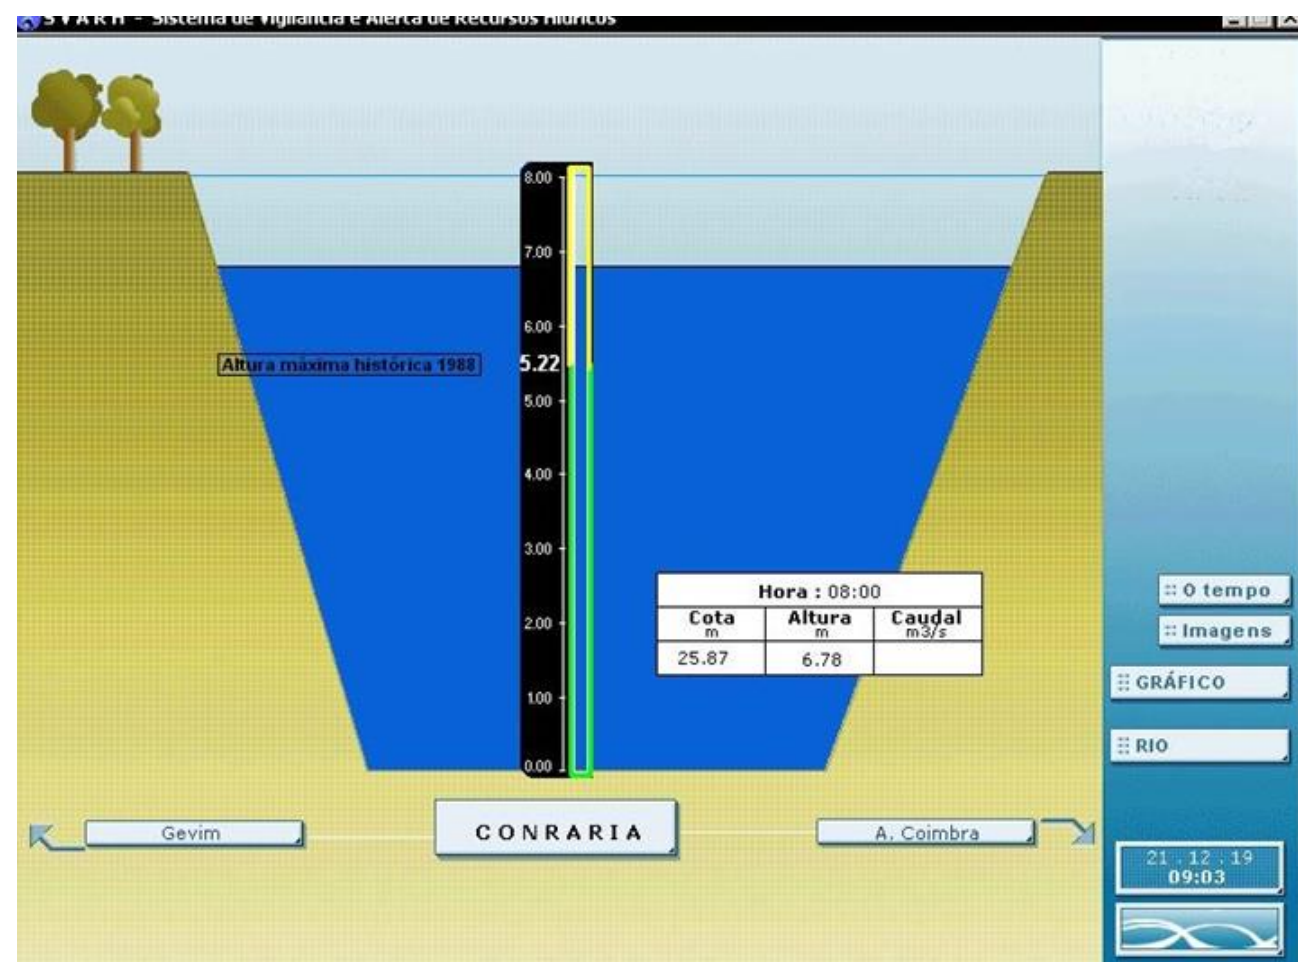 SVARH - Sistema de Vigilância e Alerta de Recursos Hídricos
8.00
7.00
6.00
Altura máxima histórica 1988
5.22
5.00
4.00
3.00
2.00
1.00
0.00
Hora : 08:00
Cota Altura Caudal
m m m3/s
25.87 6.78
:: O tempo
:: Imagens
GRÁFICO
RIO
Gevim
CONRARIA
A. Coimbra
21 . 12 . 19
09:03